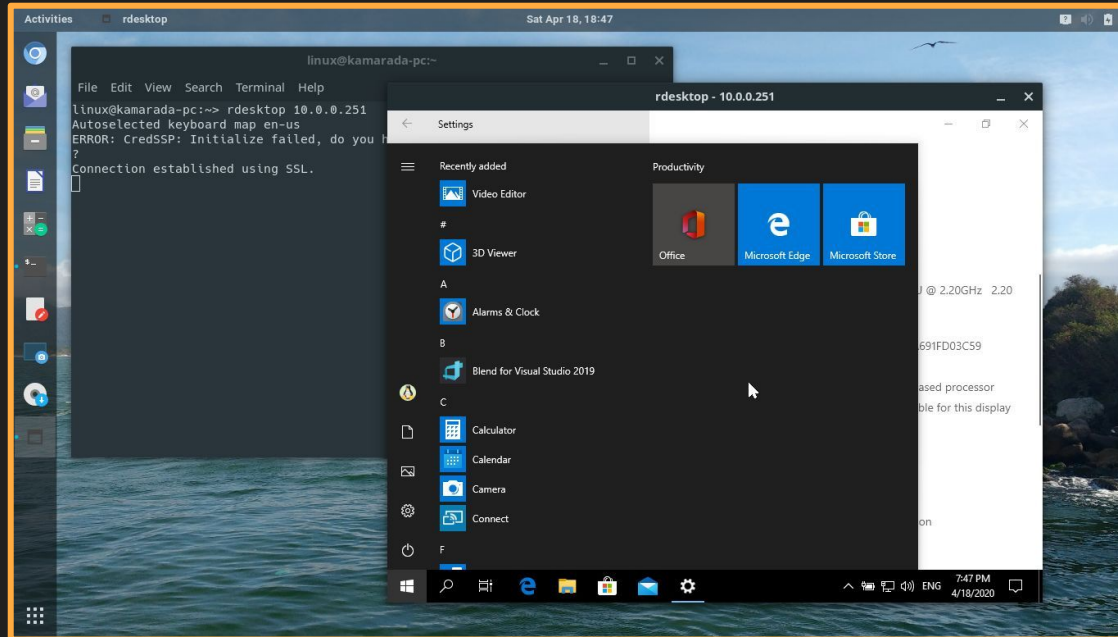 Activities
rdesktop
Sat Apr 18, 18:47
linux@kamarada-pc:~
File Edit View Search Terminal Help
linux@kamarada-pc:~> rdesktop 10.0.0.251
Autoselected keyboard map en-us
ERROR: CredSSP: Initialize failed, do you h
?
Connection established using SSL.
rdesktop - 10.0.0.251
Settings
Recently added
Video Editor
#
3D Viewer
A
Alarms & Clock
B
Blend for Visual Studio 2019
C
Calculator
Calendar
Camera
Connect
F
Productivity
Office
Microsoft Edge
Microsoft Store
@ 2.20GHz 2.20
691FD03C59
ased processor
ble for this display
on
ENG
7:47 PM
4/18/2020